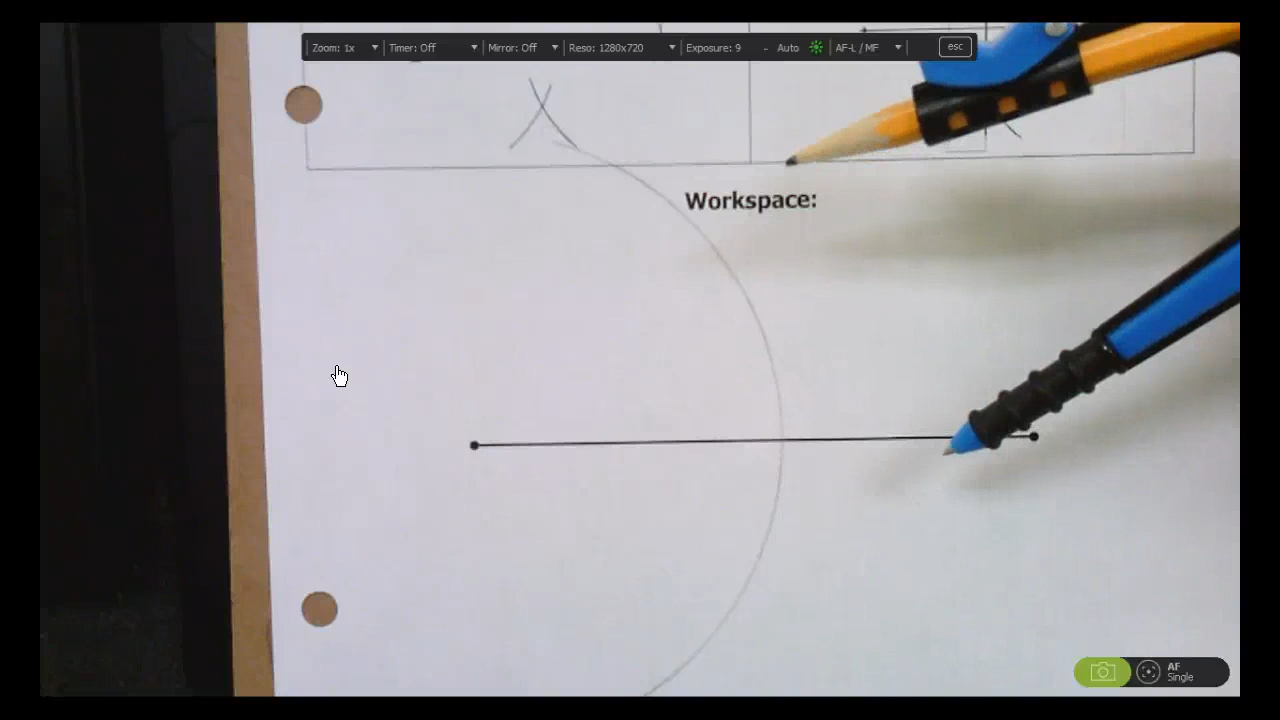 Zoom: 1x Timer: Off Mirror: Off Reso: 1280x720 Exposure: 9 - Auto AF-L / MF esc
Workspace:
AF
Single